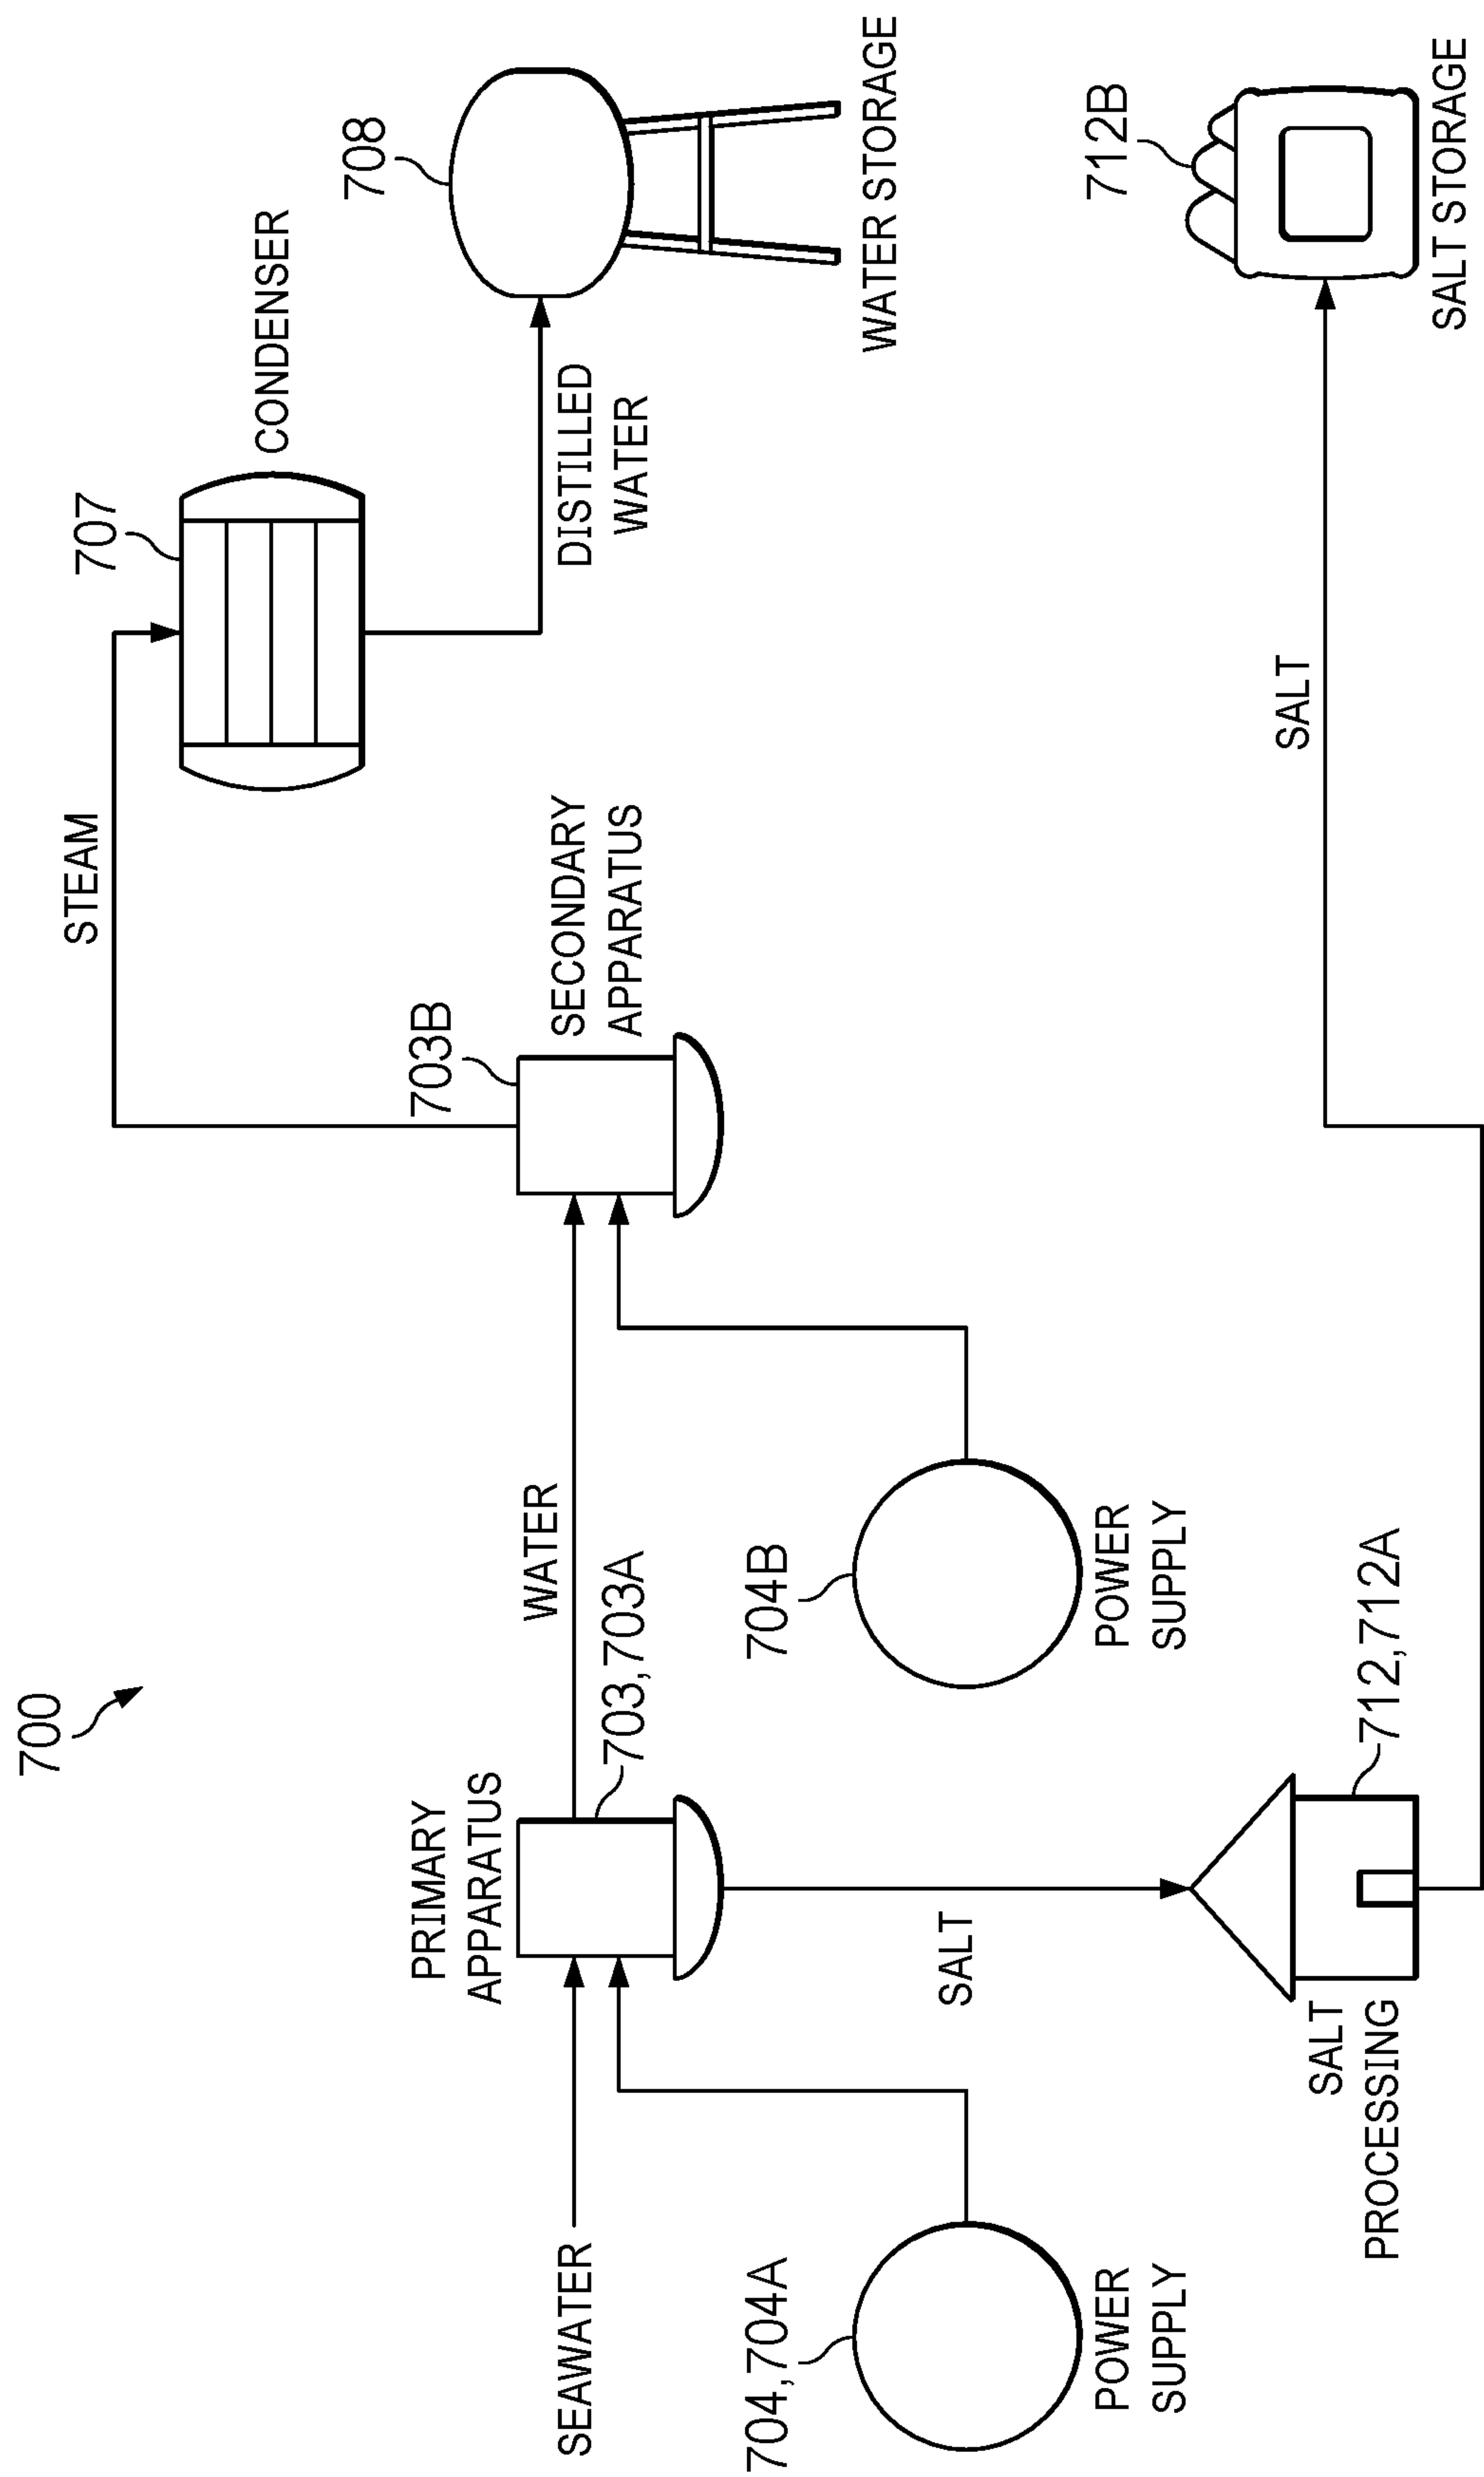 700
STEAM
707
CONDENSER
708
WATER STORAGE
DISTILLED
WATER
703B
SECONDARY
APPARATUS
WATER
PRIMARY
APPARATUS
703,703A
SEAWATER
704,704A
POWER
SUPPLY
704B
POWER
SUPPLY
SALT
SALT
PROCESSING
712,712A
SALT
712B
SALT STORAGE